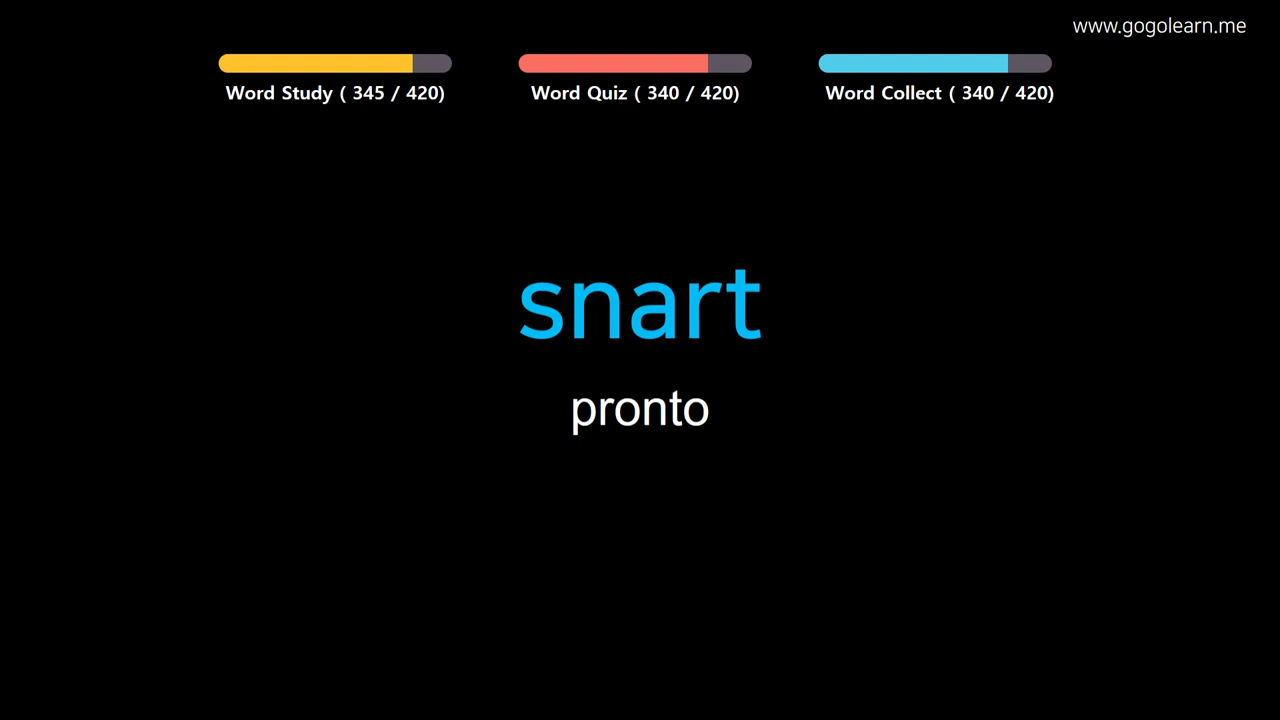 www.gogolearn.me
Word Study ( 345 / 420)
Word Quiz ( 340 / 420)
Word Collect ( 340 / 420)
snart
pronto